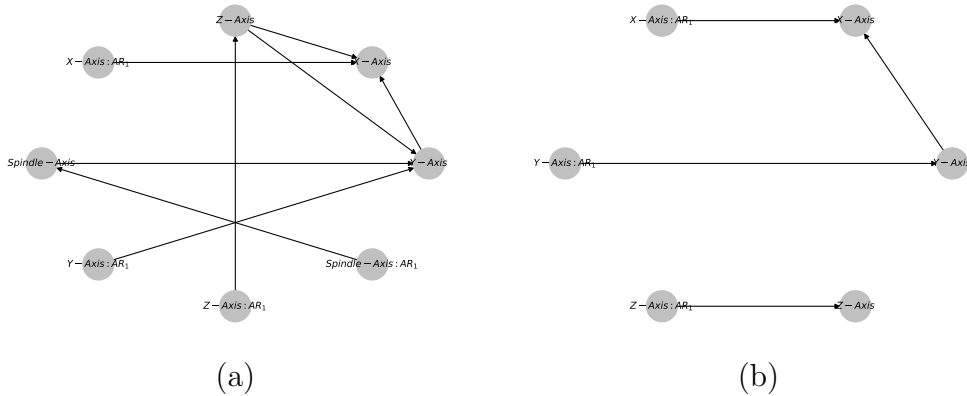 Z−Axis
X−Axis:AR₁
X−Axis
Spindle−Axis
Y−Axis
Y−Axis:AR₁
Spindle−Axis:AR₁
Z−Axis:AR₁
(a)
X−Axis:AR₁
X−Axis
Y−Axis:AR₁
Y−Axis
Z−Axis:AR₁
Z−Axis
(b)